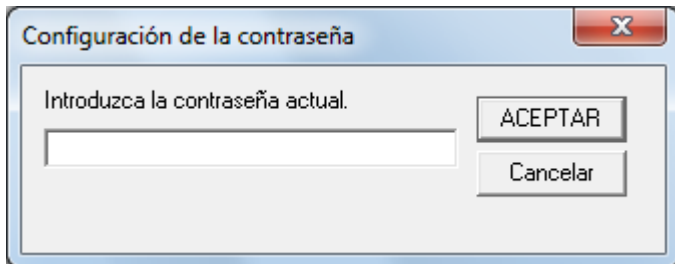 Configuración de la contraseña
Introduzca la contraseña actual.
ACEPTAR
Cancelar